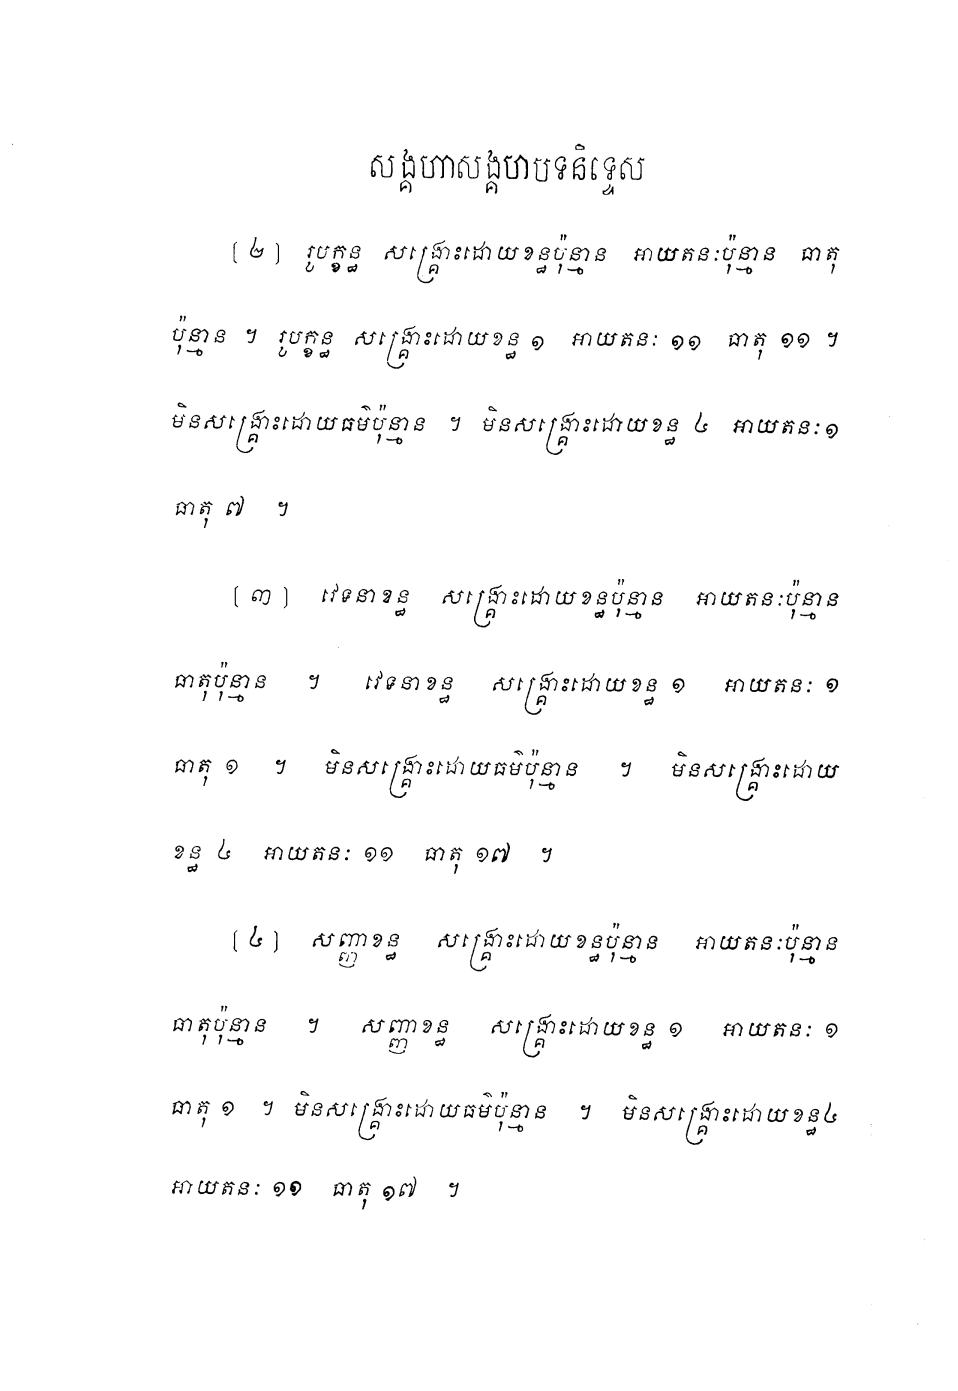 សង្គហាសង្គហបទនិទ្ទេស
[២] រូបក្ខន្ធ សង្គ្រោះដោយខន្ធប៉ុន្មាន អាយតនៈប៉ុន្មាន ធាតុ
ប៉ុន្មាន ។ រូបក្ខន្ធ សង្គ្រោះដោយខន្ធ ១ អាយតនៈ ១១ ធាតុ ១១ ។
មិនសង្គ្រោះដោយធម៌ប៉ុន្មាន ។ មិនសង្គ្រោះដោយខន្ធ ៤ អាយតនៈ១
ធាតុ ៧ ។
[៣] វេទនាខន្ធ សង្គ្រោះដោយខន្ធប៉ុន្មាន អាយតនៈប៉ុន្មាន
ធាតុប៉ុន្មាន ។ វេទនាខន្ធ សង្គ្រោះដោយខន្ធ ១ អាយតនៈ ១
ធាតុ ១ ។ មិនសង្គ្រោះដោយធម៌ប៉ុន្មាន ។ មិនសង្គ្រោះដោយ
ខន្ធ ៤ អាយតនៈ ១១ ធាតុ ១៧ ។
[៤] សញ្ញាខន្ធ សង្គ្រោះដោយខន្ធប៉ុន្មាន អាយតនៈប៉ុន្មាន
ធាតុប៉ុន្មាន ។ សញ្ញាខន្ធ សង្គ្រោះដោយខន្ធ ១ អាយតនៈ ១
ធាតុ ១ ។ មិនសង្គ្រោះដោយធម៌ប៉ុន្មាន ។ មិនសង្គ្រោះដោយខន្ធ៤
អាយតនៈ ១១ ធាតុ ១៧ ។